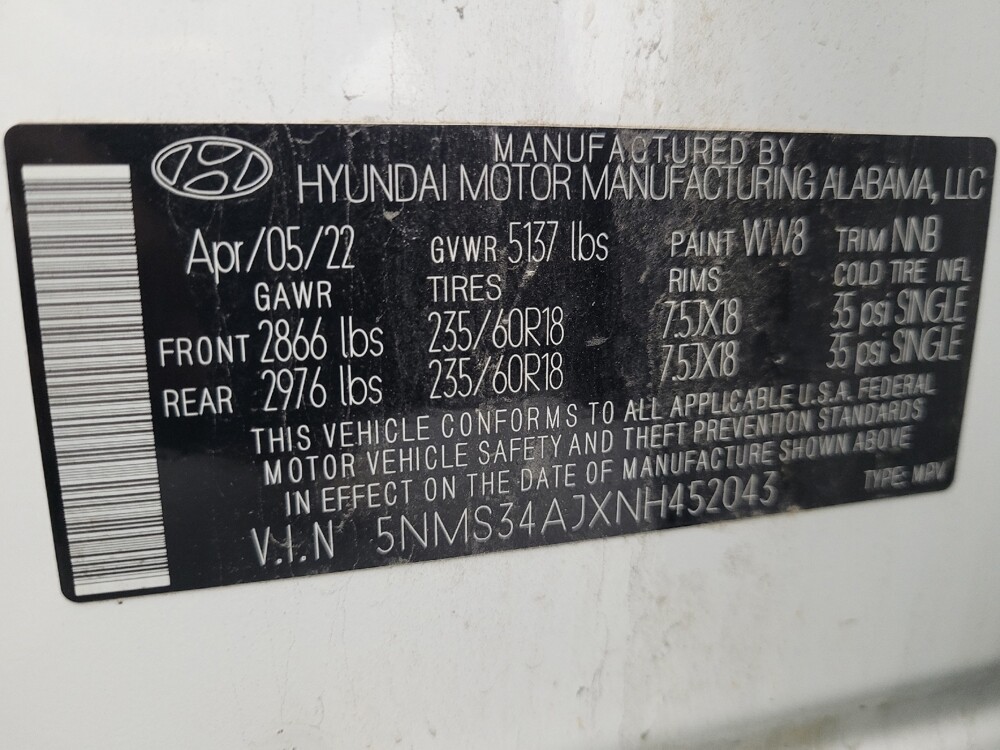 MANUFACTURED BY
HYUNDAI MOTOR MANUFACTURING ALABAMA, LLC
Apr/05/22 GVWR 5137 lbs PAINT WW8 TRIM NNB
GAWR TIRES RIMS COLD TIRE INFL
FRONT 2866 lbs 235/60R18 7.5JX18 35 psi SINGLE
REAR 2976 lbs 235/60R18 7.5JX18 35 psi SINGLE
THIS VEHICLE CONFORMS TO ALL APPLICABLE U.S.A. FEDERAL
MOTOR VEHICLE SAFETY AND THEFT PREVENTION STANDARDS
IN EFFECT ON THE DATE OF MANUFACTURE SHOWN ABOVE
V.I.N 5NMS34AJXNH452043 TYPE: MPV